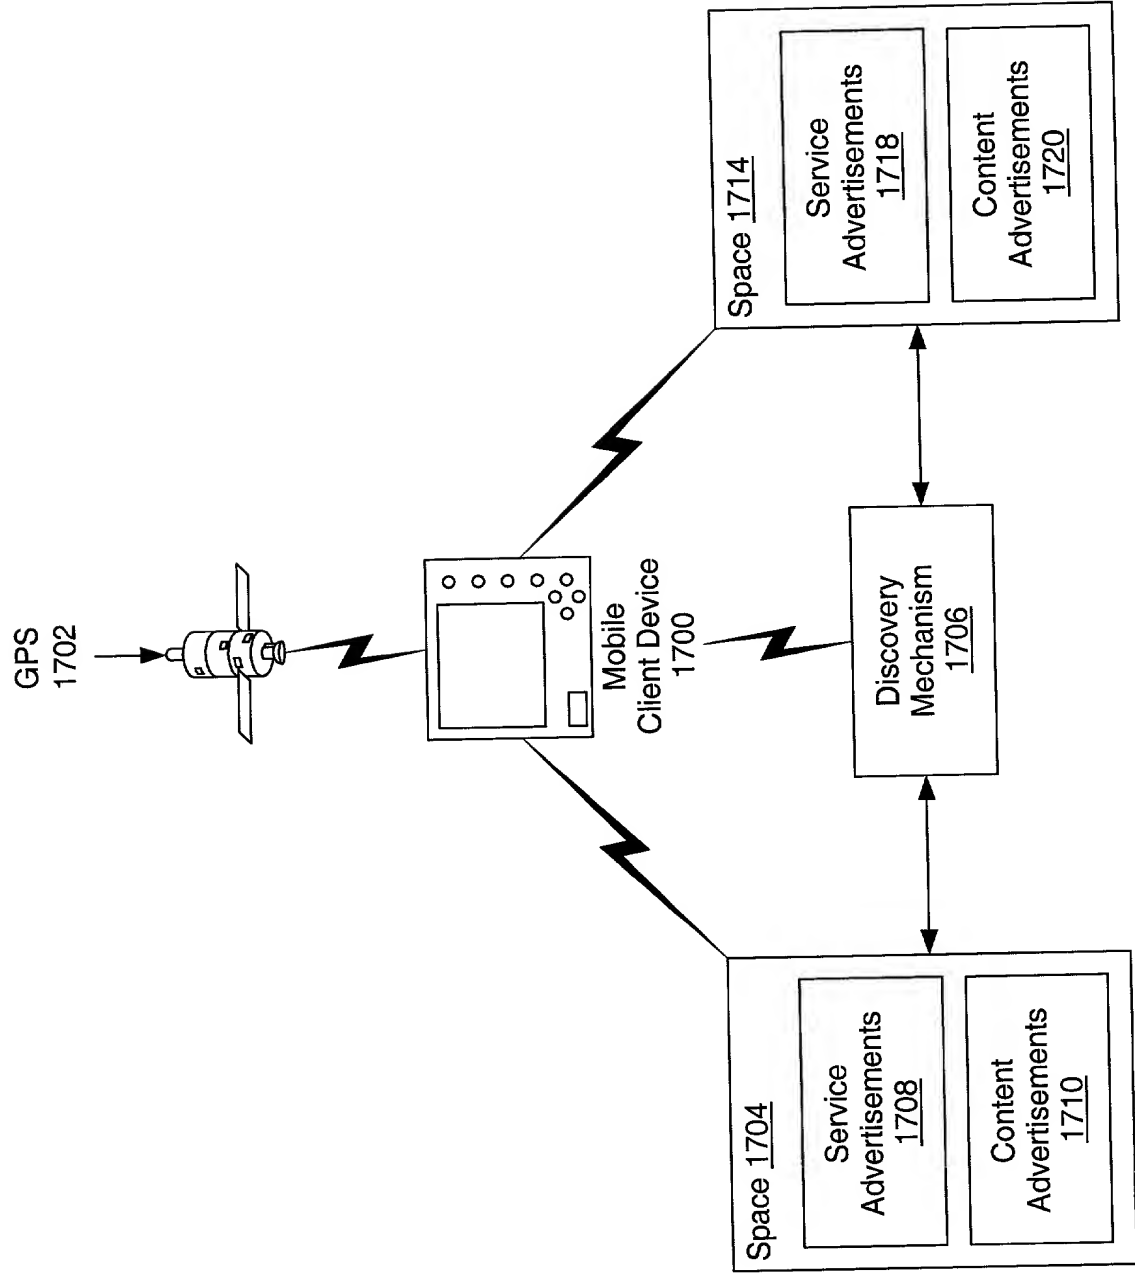 GPS
1702
Mobile
Client Device
1700
Discovery
Mechanism
1706
Space 1704
Service
Advertisements
1708
Content
Advertisements
1710
Space 1714
Service
Advertisements
1718
Content
Advertisements
1720